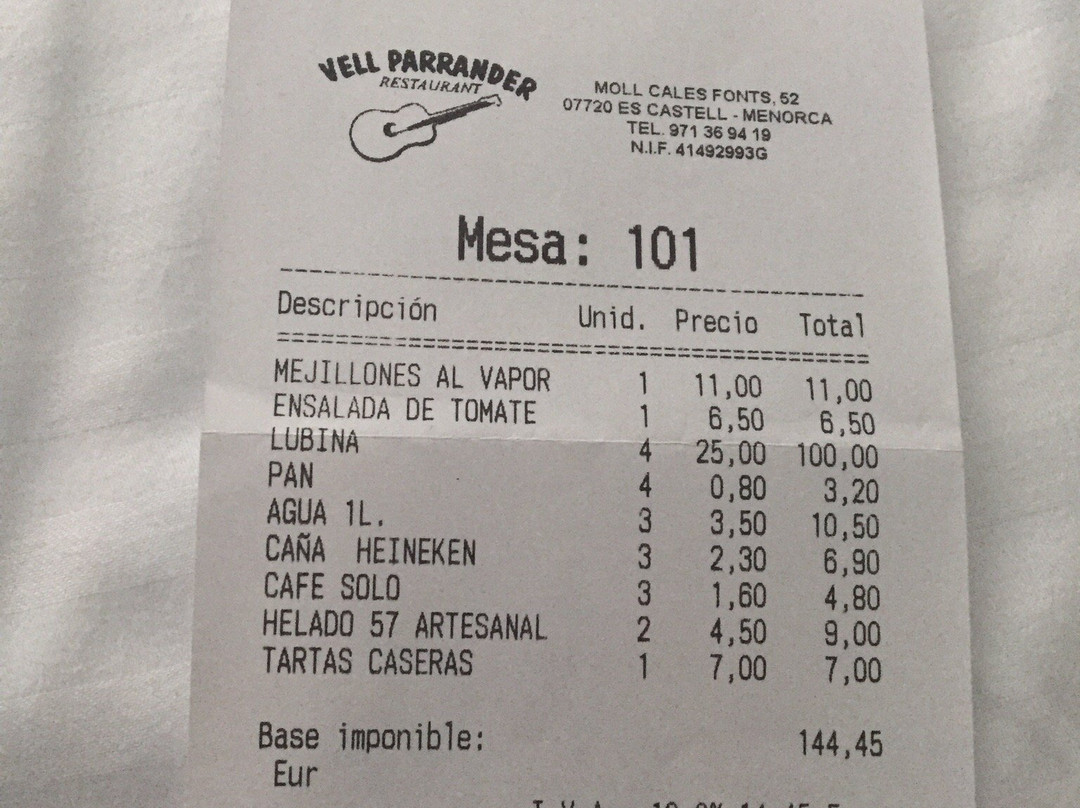 VELL PARRANDER
RESTAURANT
MOLL CALES FONTS, 52
07720 ES CASTELL - MENORCA
TEL. 971 36 94 19
N.I.F. 41492993G
Mesa: 101
Descripción Unid. Precio Total
MEJILLONES AL VAPOR 1 11,00 11,00
ENSALADA DE TOMATE 1 6,50 6,50
LUBINA 4 25,00 100,00
PAN 4 0,80 3,20
AGUA 1L. 3 3,50 10,50
CAÑA HEINEKEN 3 2,30 6,90
CAFE SOLO 3 1,60 4,80
HELADO 57 ARTESANAL 2 4,50 9,00
TARTAS CASERAS 1 7,00 7,00
Base imponible: 144,45
Eur